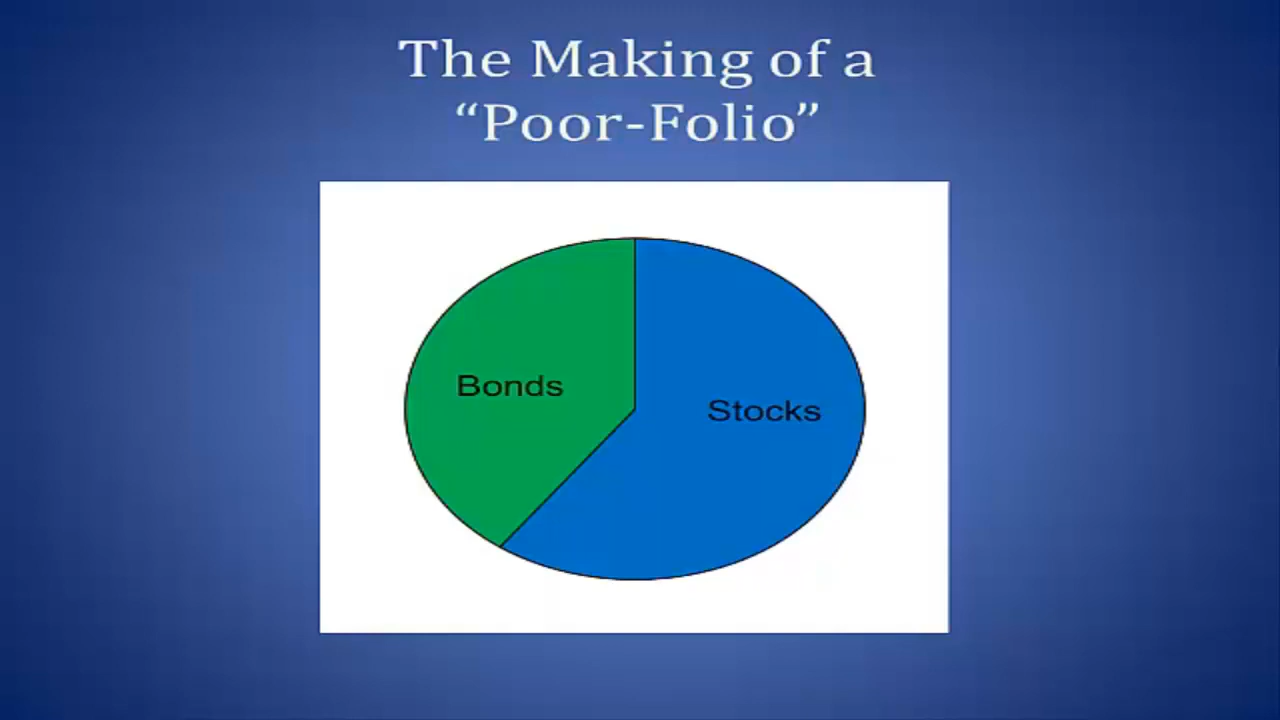 The Making of a
“Poor-Folio”
Bonds
Stocks